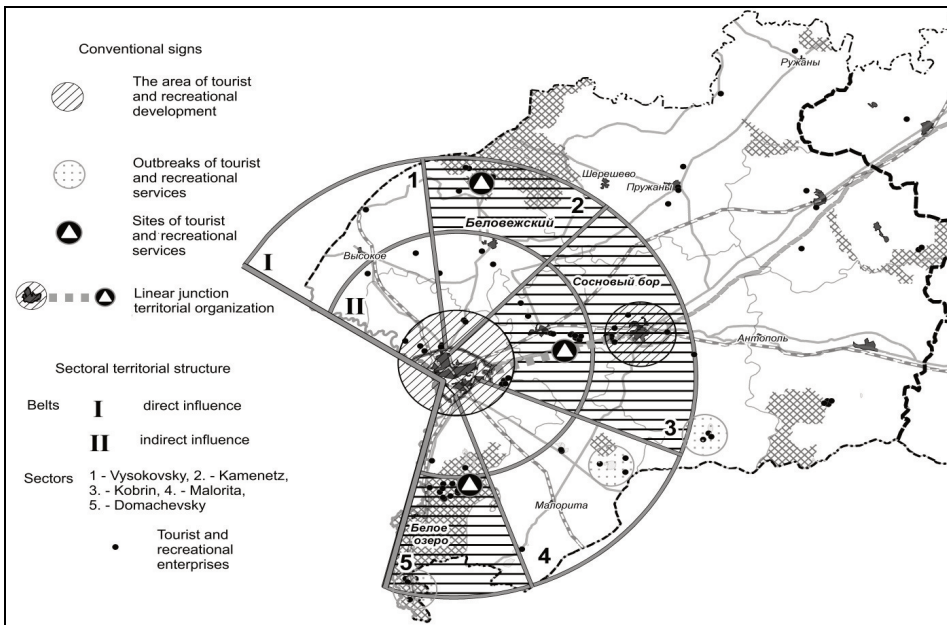 Conventional signs
The area of tourist
and recreational
development
Outbreaks of tourist
and recreational
services
Sites of tourist
and recreational
services
Linear junction
territorial organization
Sectoral territorial structure
Belts
I
direct influence
II
indirect influence
Sectors
1 - Vysokovsky, 2. - Kamenetz,
3. - Kobrin, 4. - Malorita,
5. - Domachevsky
Tourist and
recreational
enterprises
Ружаны
Шерешево
Пружаны
1
2
Беловежский
Высокое
I
II
Сосновый бор
Антополь
3
Малорита
Белое
озеро
4
5